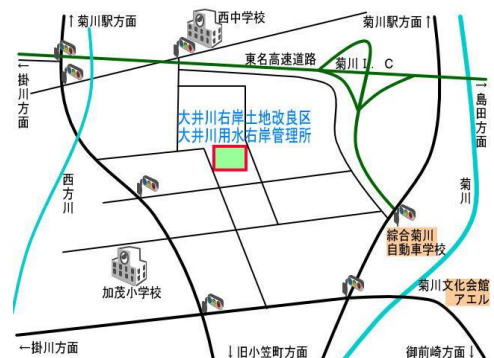 ↑菊川駅方面
西中学校
菊川駅方面↑
東名高速道路
菊川I.C
←掛川方面
→島田方面
大井川右岸土地改良区
大井川用水右岸管理所
西方川
菊川
綜合菊川
自動車学校
加茂小学校
菊川文化会館
アエル
←掛川方面
↓旧小笠町方面
御前崎方面↓